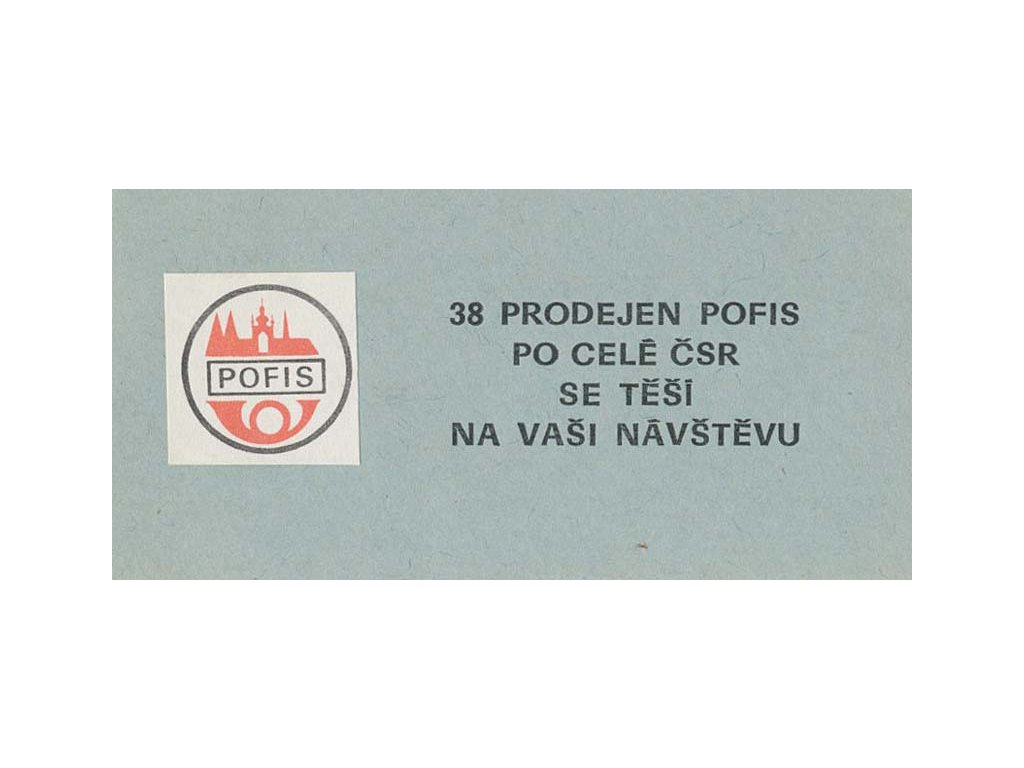 POFIS
38 PRODEJEN POFIS
PO CELÉ ČSR
SE TĚŠÍ
NA VAŠI NÁVŠTĚVU